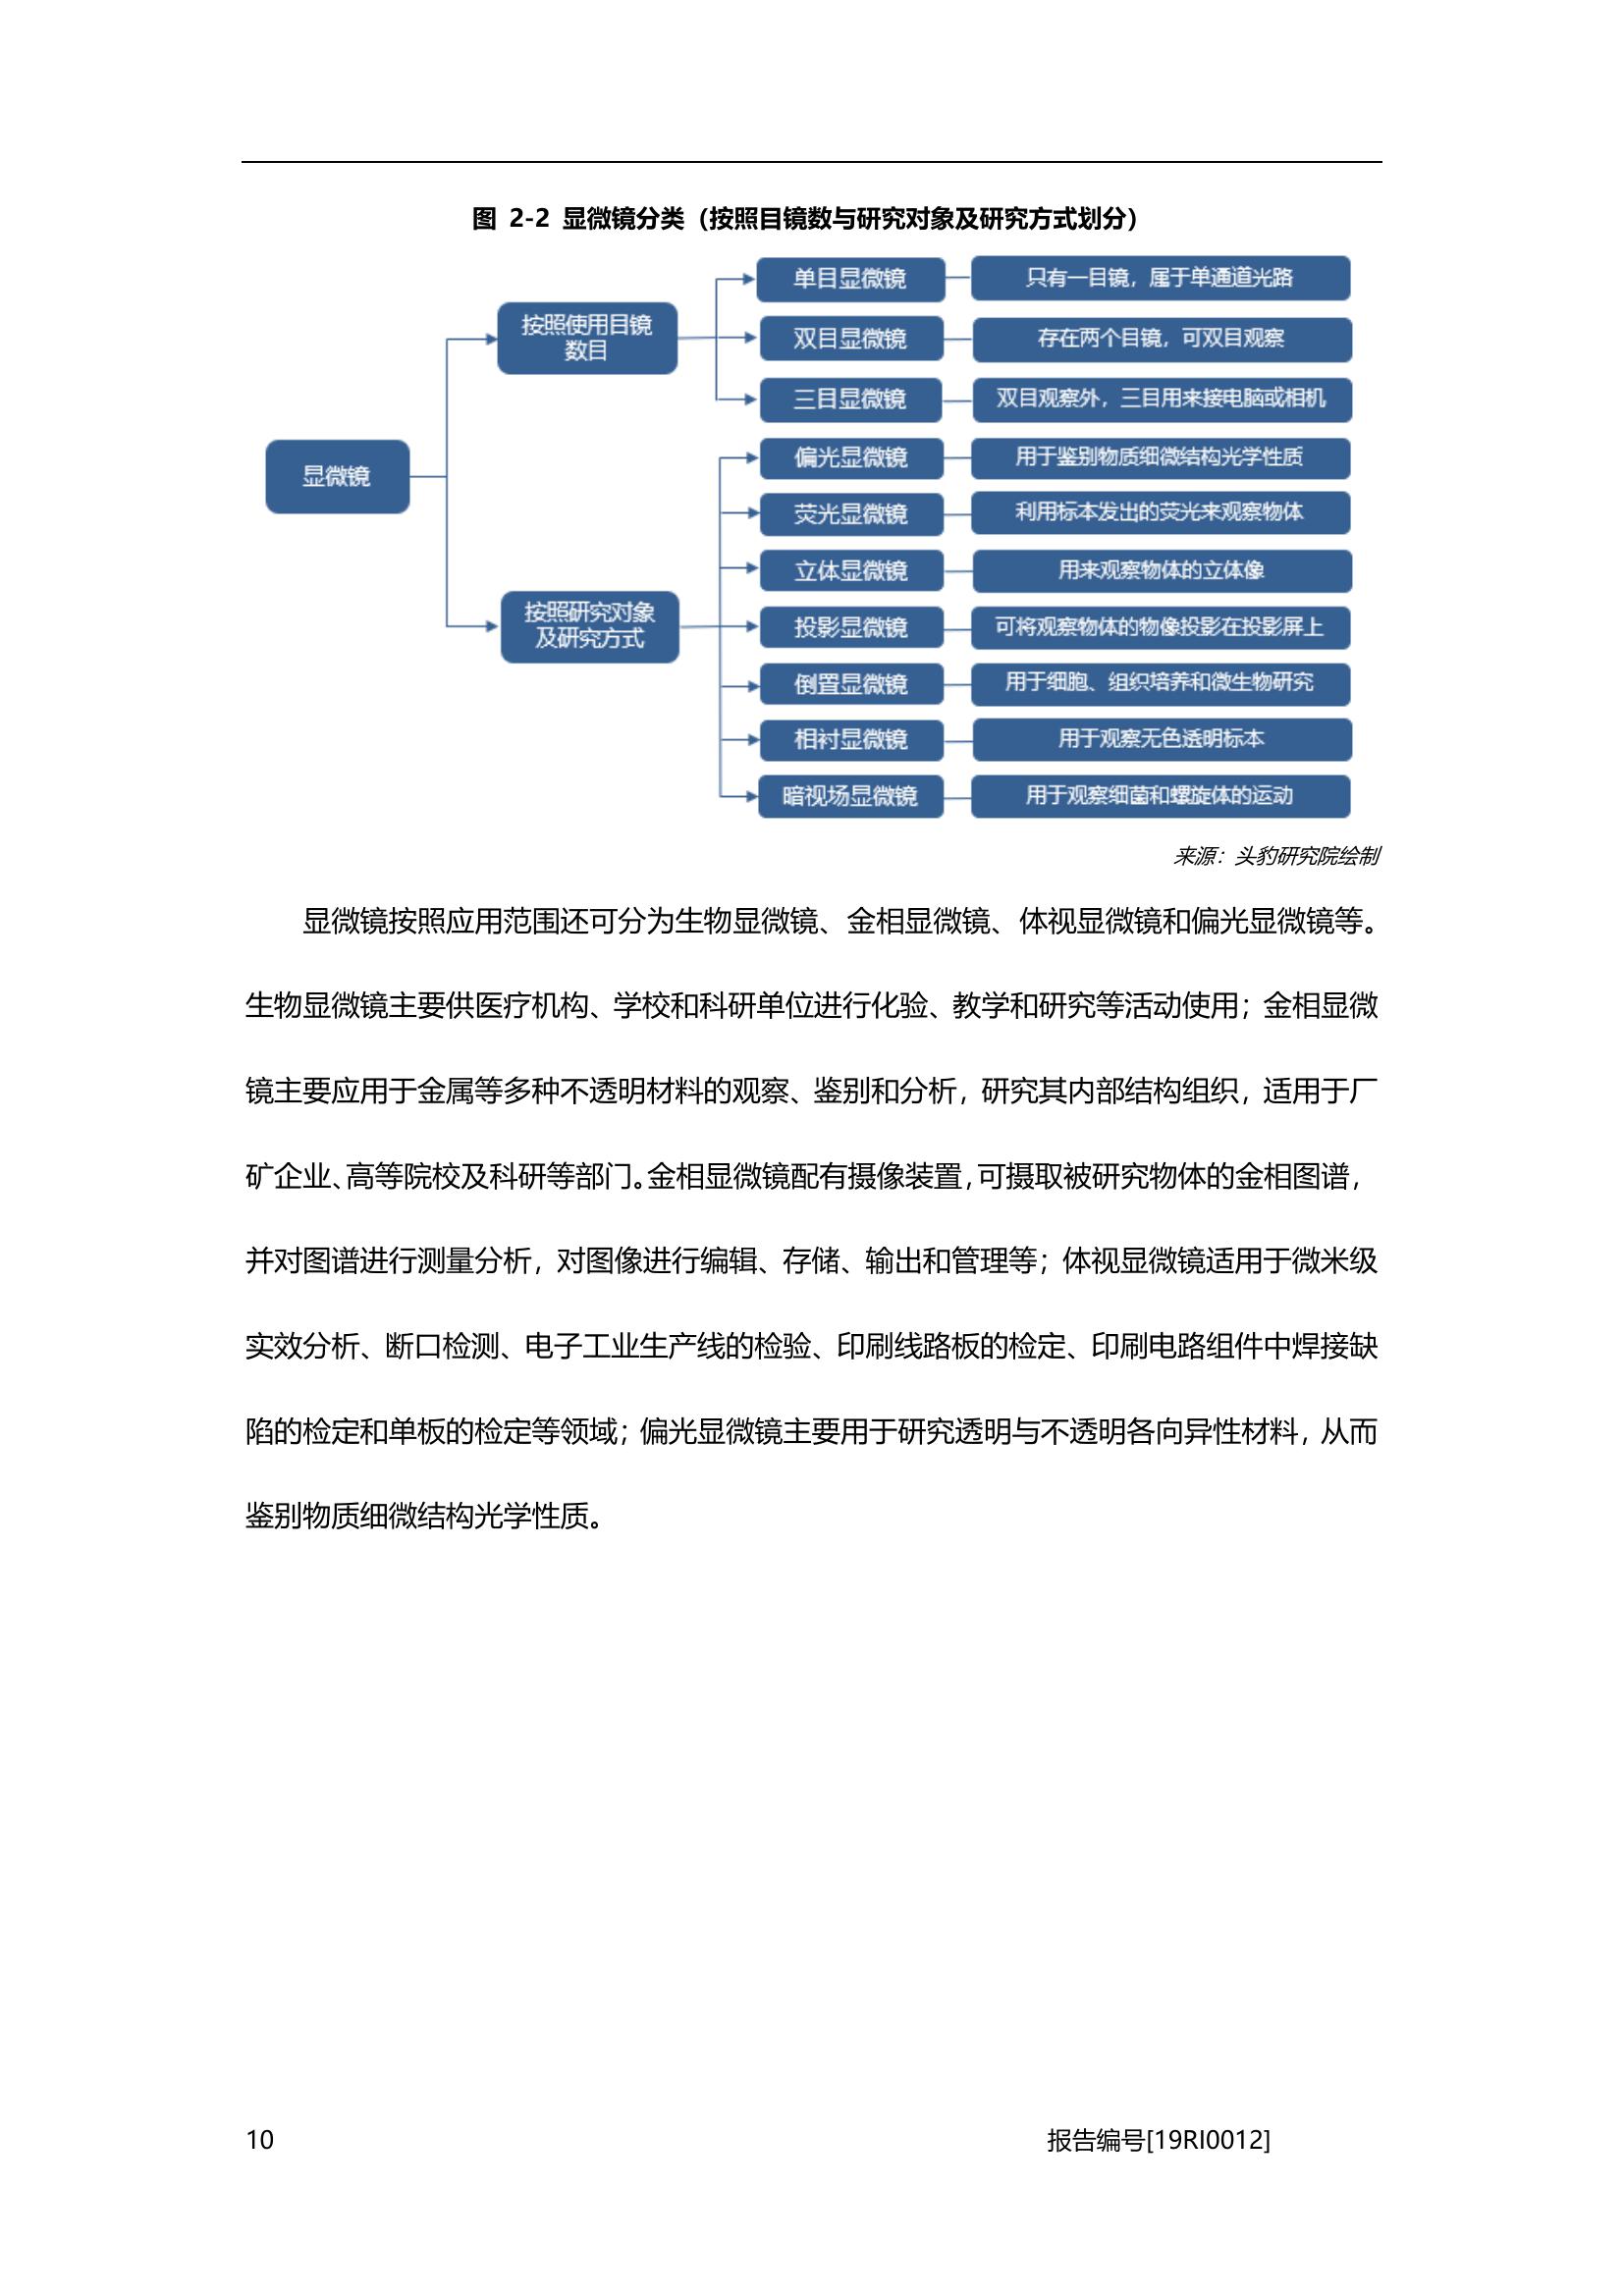 图 2-2 显微镜分类（按照目镜数与研究对象及研究方式划分）
显微镜
按照使用目镜
数目
单目显微镜
只有一目镜，属于单通道光路
双目显微镜
存在两个目镜，可双目观察
三目显微镜
双目观察外，三目用来接电脑或相机
按照研究对象
及研究方式
偏光显微镜
用于鉴别物质细微结构光学性质
荧光显微镜
利用标本发出的荧光来观察物体
立体显微镜
用来观察物体的立体像
投影显微镜
可将观察物体的物像投影在投影屏上
倒置显微镜
用于细胞、组织培养和微生物研究
相衬显微镜
用于观察无色透明标本
暗视场显微镜
用于观察细菌和螺旋体的运动
来源：头豹研究院绘制
显微镜按照应用范围还可分为生物显微镜、金相显微镜、体视显微镜和偏光显微镜等。
生物显微镜主要供医疗机构、学校和科研单位进行化验、教学和研究等活动使用；金相显微
镜主要应用于金属等多种不透明材料的观察、鉴别和分析，研究其内部结构组织，适用于厂
矿企业、高等院校及科研等部门。金相显微镜配有摄像装置，可摄取被研究物体的金相图谱，
并对图谱进行测量分析，对图像进行编辑、存储、输出和管理等；体视显微镜适用于微米级
实效分析、断口检测、电子工业生产线的检验、印刷线路板的检定、印刷电路组件中焊接缺
陷的检定和单板的检定等领域；偏光显微镜主要用于研究透明与不透明各向异性材料，从而
鉴别物质细微结构光学性质。
10
报告编号[19RI0012]